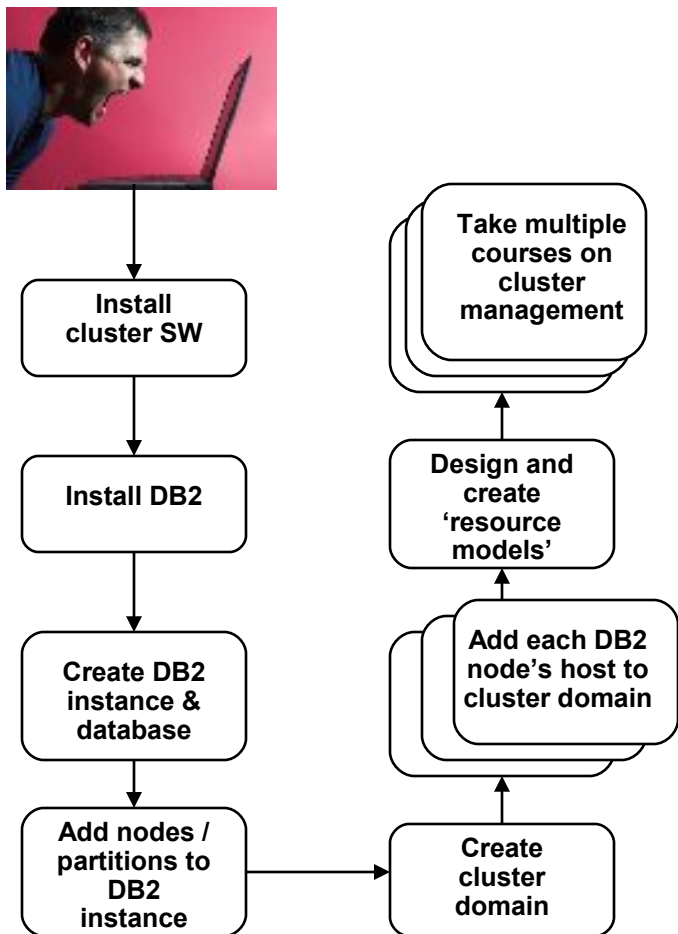 Install
cluster SW
Install DB2
Create DB2
instance &
database
Add nodes /
partitions to
DB2
instance
Create
cluster
domain
Add each DB2
node’s host to
cluster domain
Design and
create
‘resource
models’
Take multiple
courses on
cluster
management